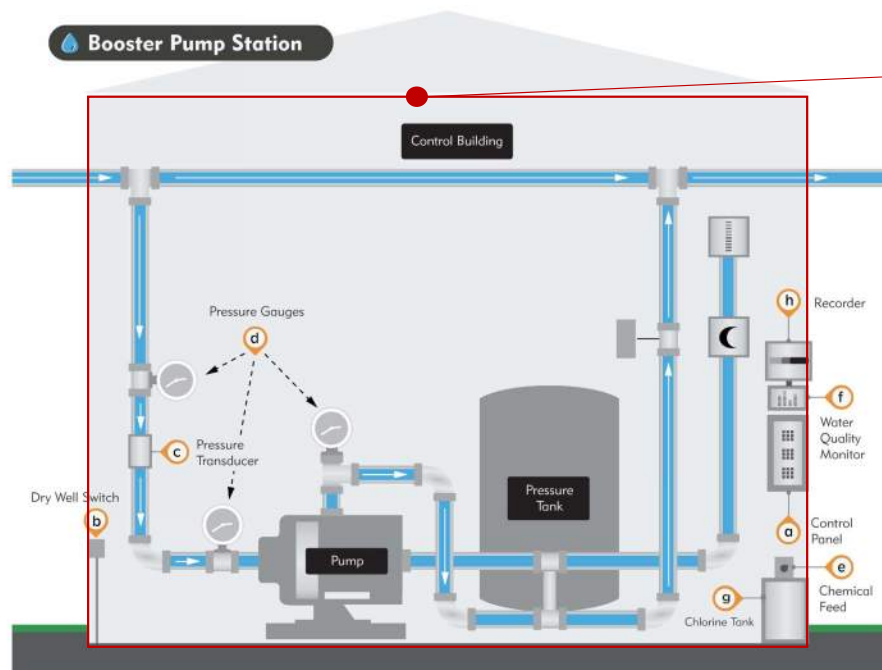 Booster Pump Station
Control Building
Pressure Gauges
d
h
Recorder
f
Water
Quality
Monitor
c
Pressure
Transducer
Dry Well Switch
b
Pressure
Tank
Pump
a
Control
Panel
e
Chemical
Feed
g
Chlorine Tank